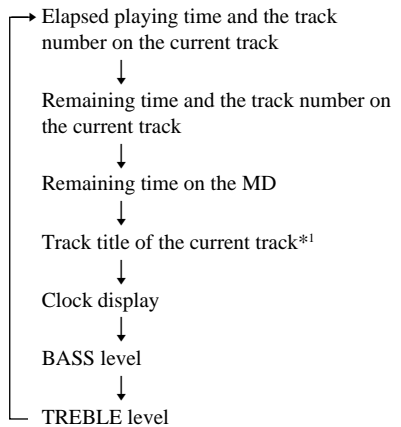 Elapsed playing time and the track
number on the current track
Remaining time and the track number on
the current track
Remaining time on the MD
Track title of the current track*1
Clock display
BASS level
TREBLE level